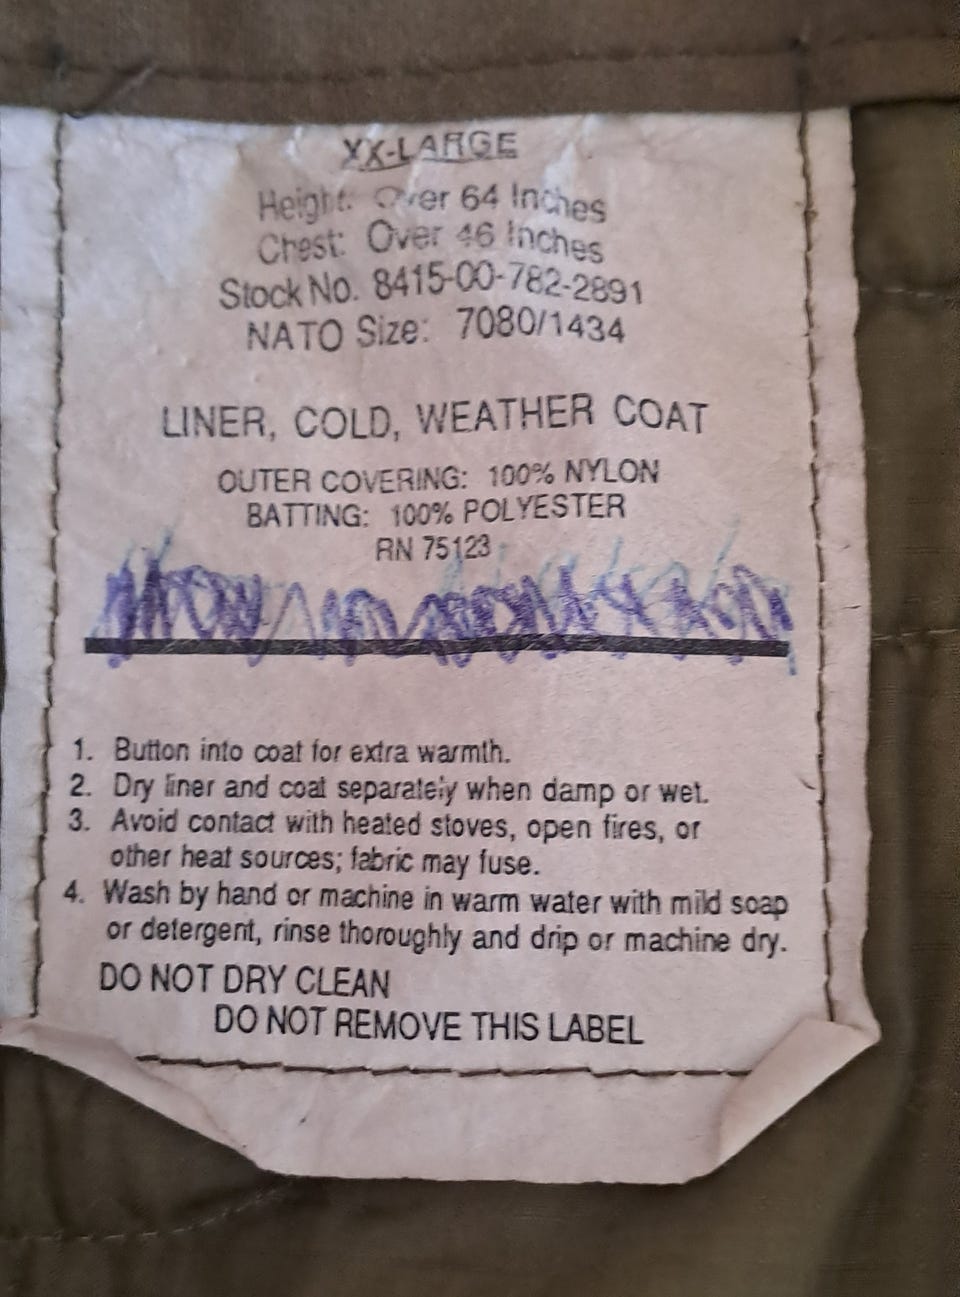 XX-LARGE
Height: Over 64 Inches
Chest: Over 46 Inches
Stock No. 8415-00-782-2891
NATO Size: 7080/1434
LINER, COLD, WEATHER COAT
OUTER COVERING: 100% NYLON
BATTING: 100% POLYESTER
RN 75123
1. Button into coat for extra warmth.
2. Dry liner and coat separately when damp or wet.
3. Avoid contact with heated stoves, open fires, or
other heat sources; fabric may fuse.
4. Wash by hand or machine in warm water with mild soap
or detergent, rinse thoroughly and drip or machine dry.
DO NOT DRY CLEAN
DO NOT REMOVE THIS LABEL